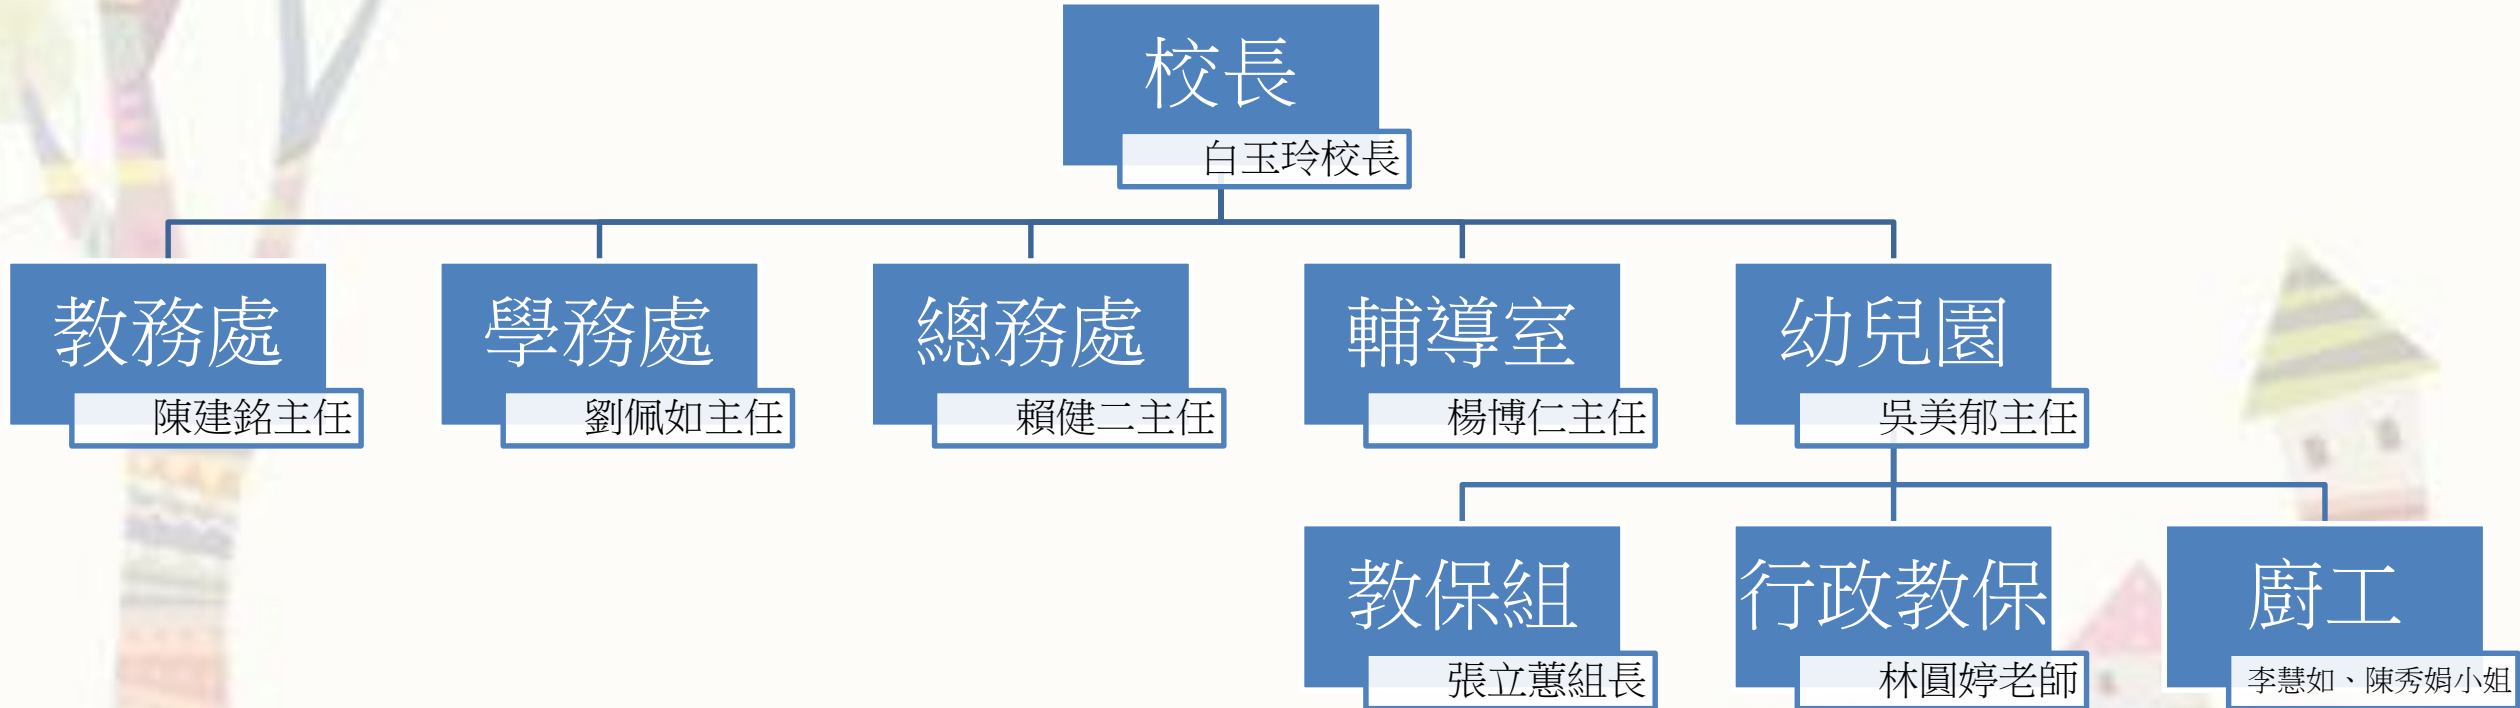 校長
白玉玲校長
教務處
陳建銘主任
學務處
劉佩如主任
總務處
賴健二主任
輔導室
楊博仁主任
幼兒園
吳美郁主任
教保組
張立蕙組長
行政教保
林圓婷老師
廚工
李慧如、陳秀娟小姐